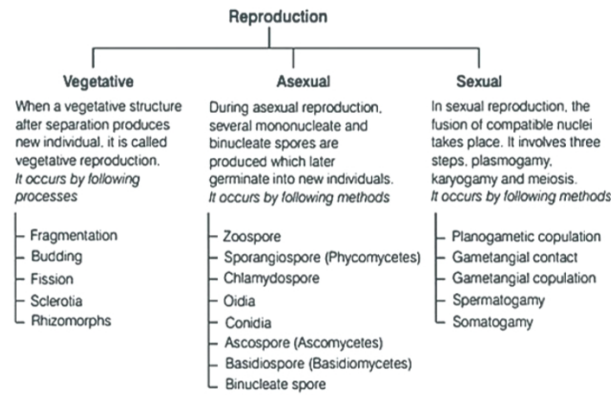 Reproduction
Vegetative
When a vegetative structure
after separation produces
new individual, it is called
vegetative reproduction.
It occurs by following
processes
Fragmentation
Budding
Fission
Sclerotia
Rhizomorphs
Asexual
During asexual reproduction,
several mononucleate and
binucleate spores are
produced which later
germinate into new individuals.
It occurs by following methods
Zoospore
Sporangiospore (Phycomycetes)
Chlamydospore
Oidia
Conidia
Ascospore (Ascomycetes)
Basidiospore (Basidiomycetes)
Binucleate spore
Sexual
In sexual reproduction, the
fusion of compatible nuclei
takes place. It involves three
steps, plasmogamy,
karyogamy and meiosis.
It occurs by following methods
Planogametic copulation
Gametangial contact
Gametangial copulation
Spermatogamy
Somatogamy